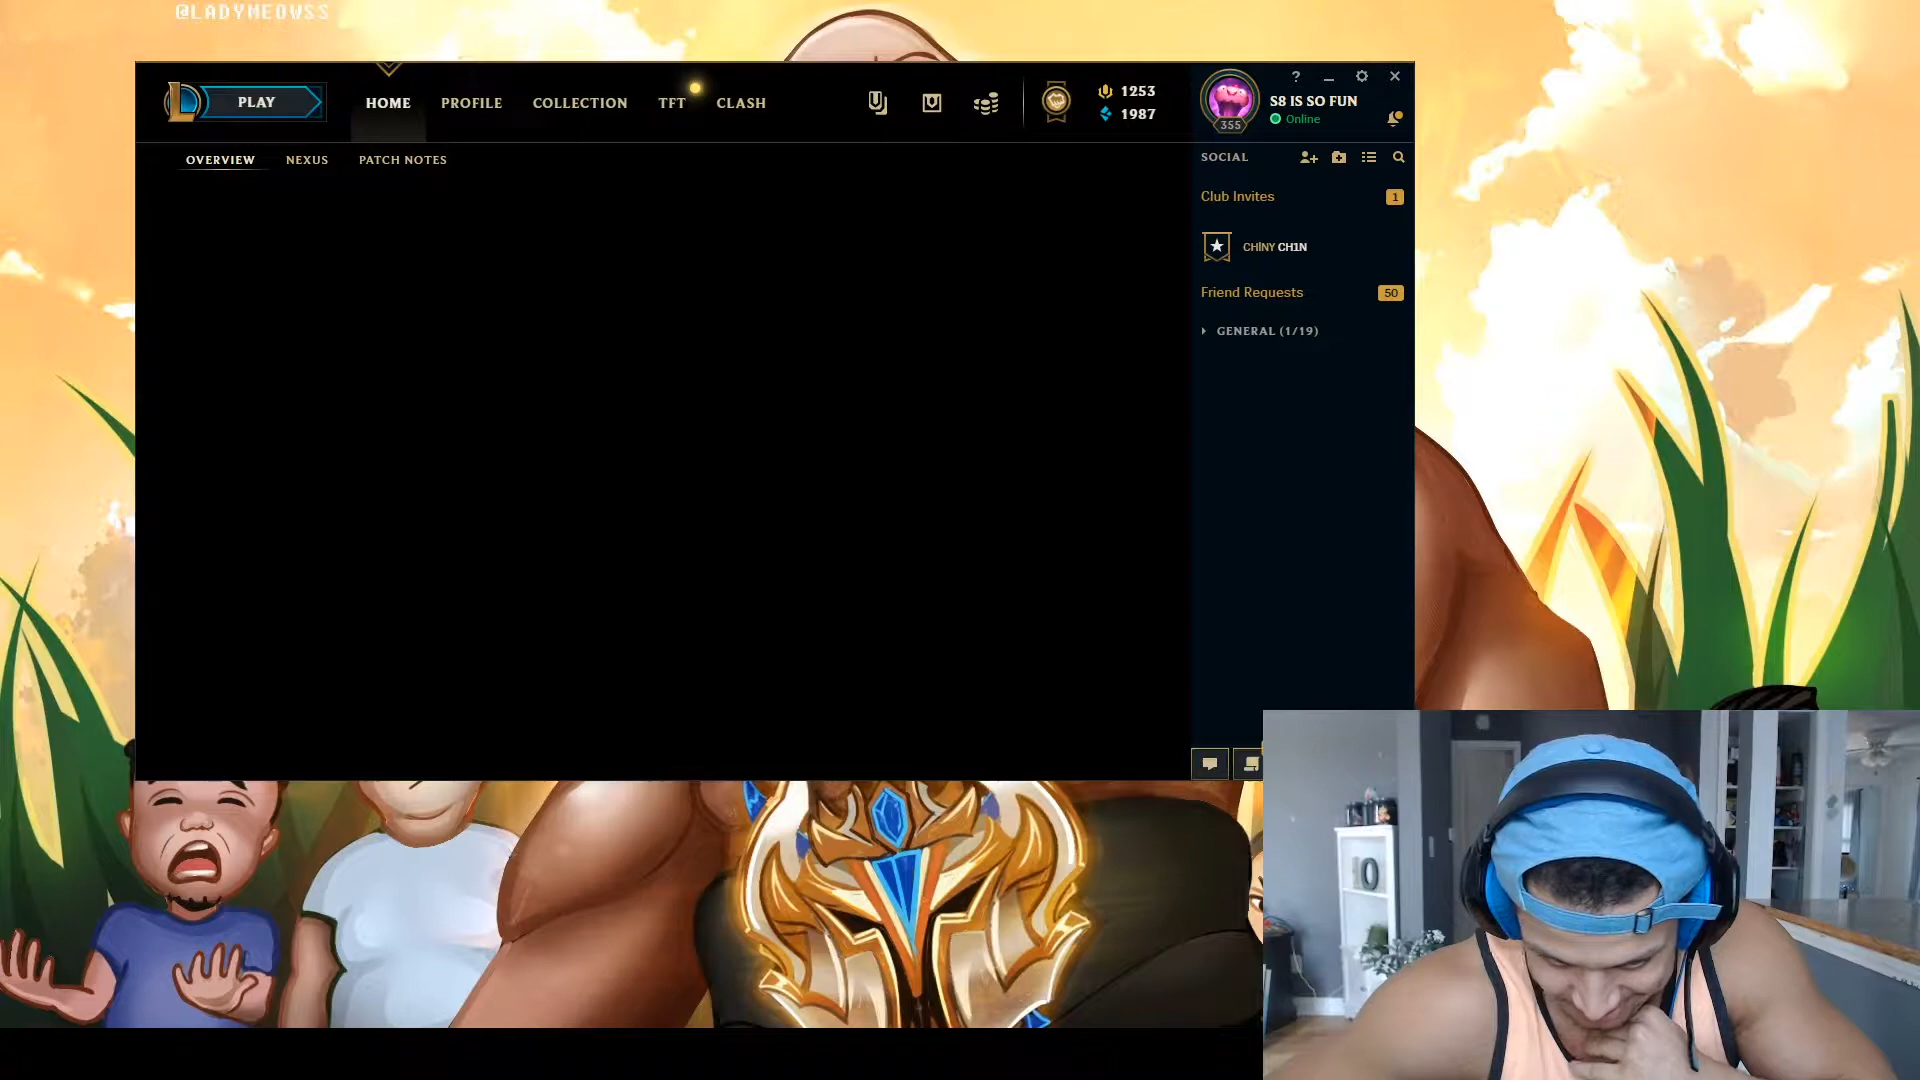 @LADYMEOWSS
PLAY
HOME
PROFILE
COLLECTION
TFT
CLASH
1253
1987
355
?
S8 IS SO FUN
Online
OVERVIEW
NEXUS
PATCH NOTES
SOCIAL
Club Invites
1
CHINY CH1N
Friend Requests
50
GENERAL (1/19)
10